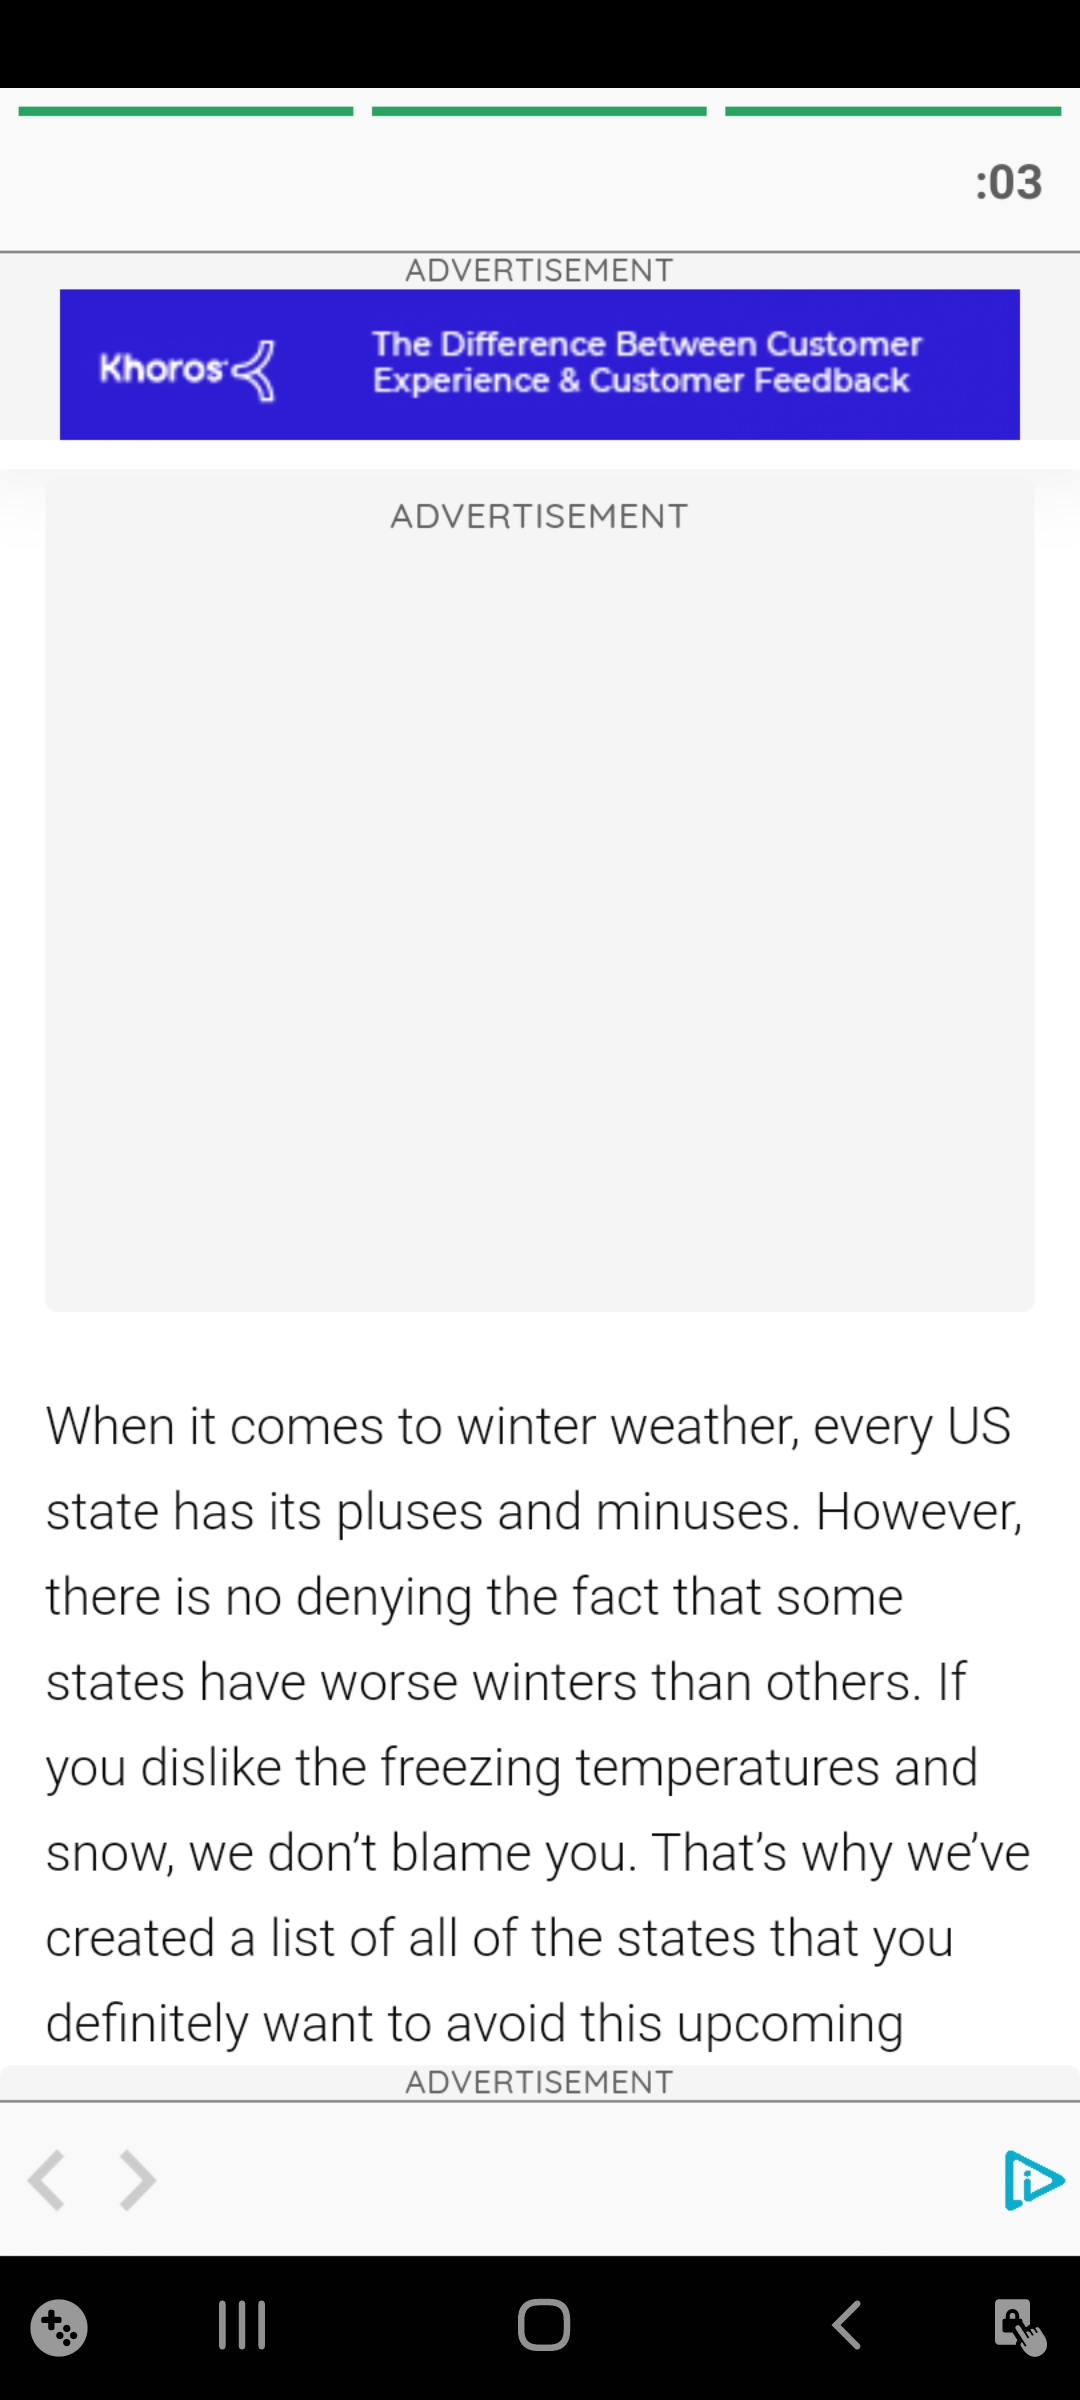 :03
ADVERTISEMENT
Khoros
The Difference Between Customer
Experience & Customer Feedback
ADVERTISEMENT
When it comes to winter weather, every US
state has its pluses and minuses. However,
there is no denying the fact that some
states have worse winters than others. If
you dislike the freezing temperatures and
snow, we don’t blame you. That’s why we’ve
created a list of all of the states that you
definitely want to avoid this upcoming
ADVERTISEMENT